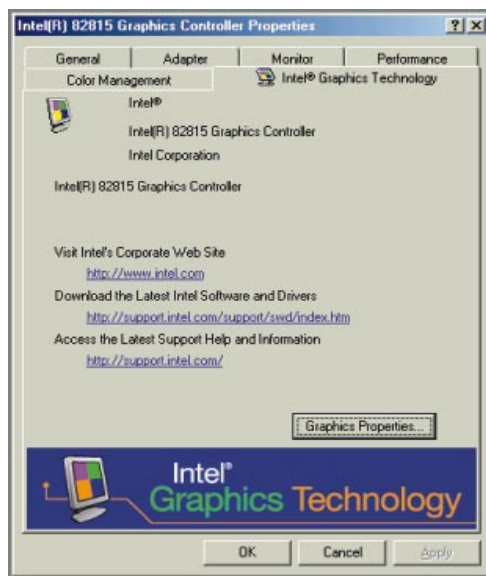 Intel(R) 82815 Graphics Controller Properties
General Adapter Monitor Performance
Color Management Intel® Graphics Technology
Intel®
Intel(R) 82815 Graphics Controller
Intel Corporation
Intel(R) 82815 Graphics Controller
Visit Intel's Corporate Web Site
http://www.intel.com
Download the Latest Intel Software and Drivers
http://support.intel.com/support/swd/index.htm
Access the Latest Support Help and Information
http://support.intel.com/
Graphics Properties...
Intel®
Graphics Technology
OK Cancel Apply